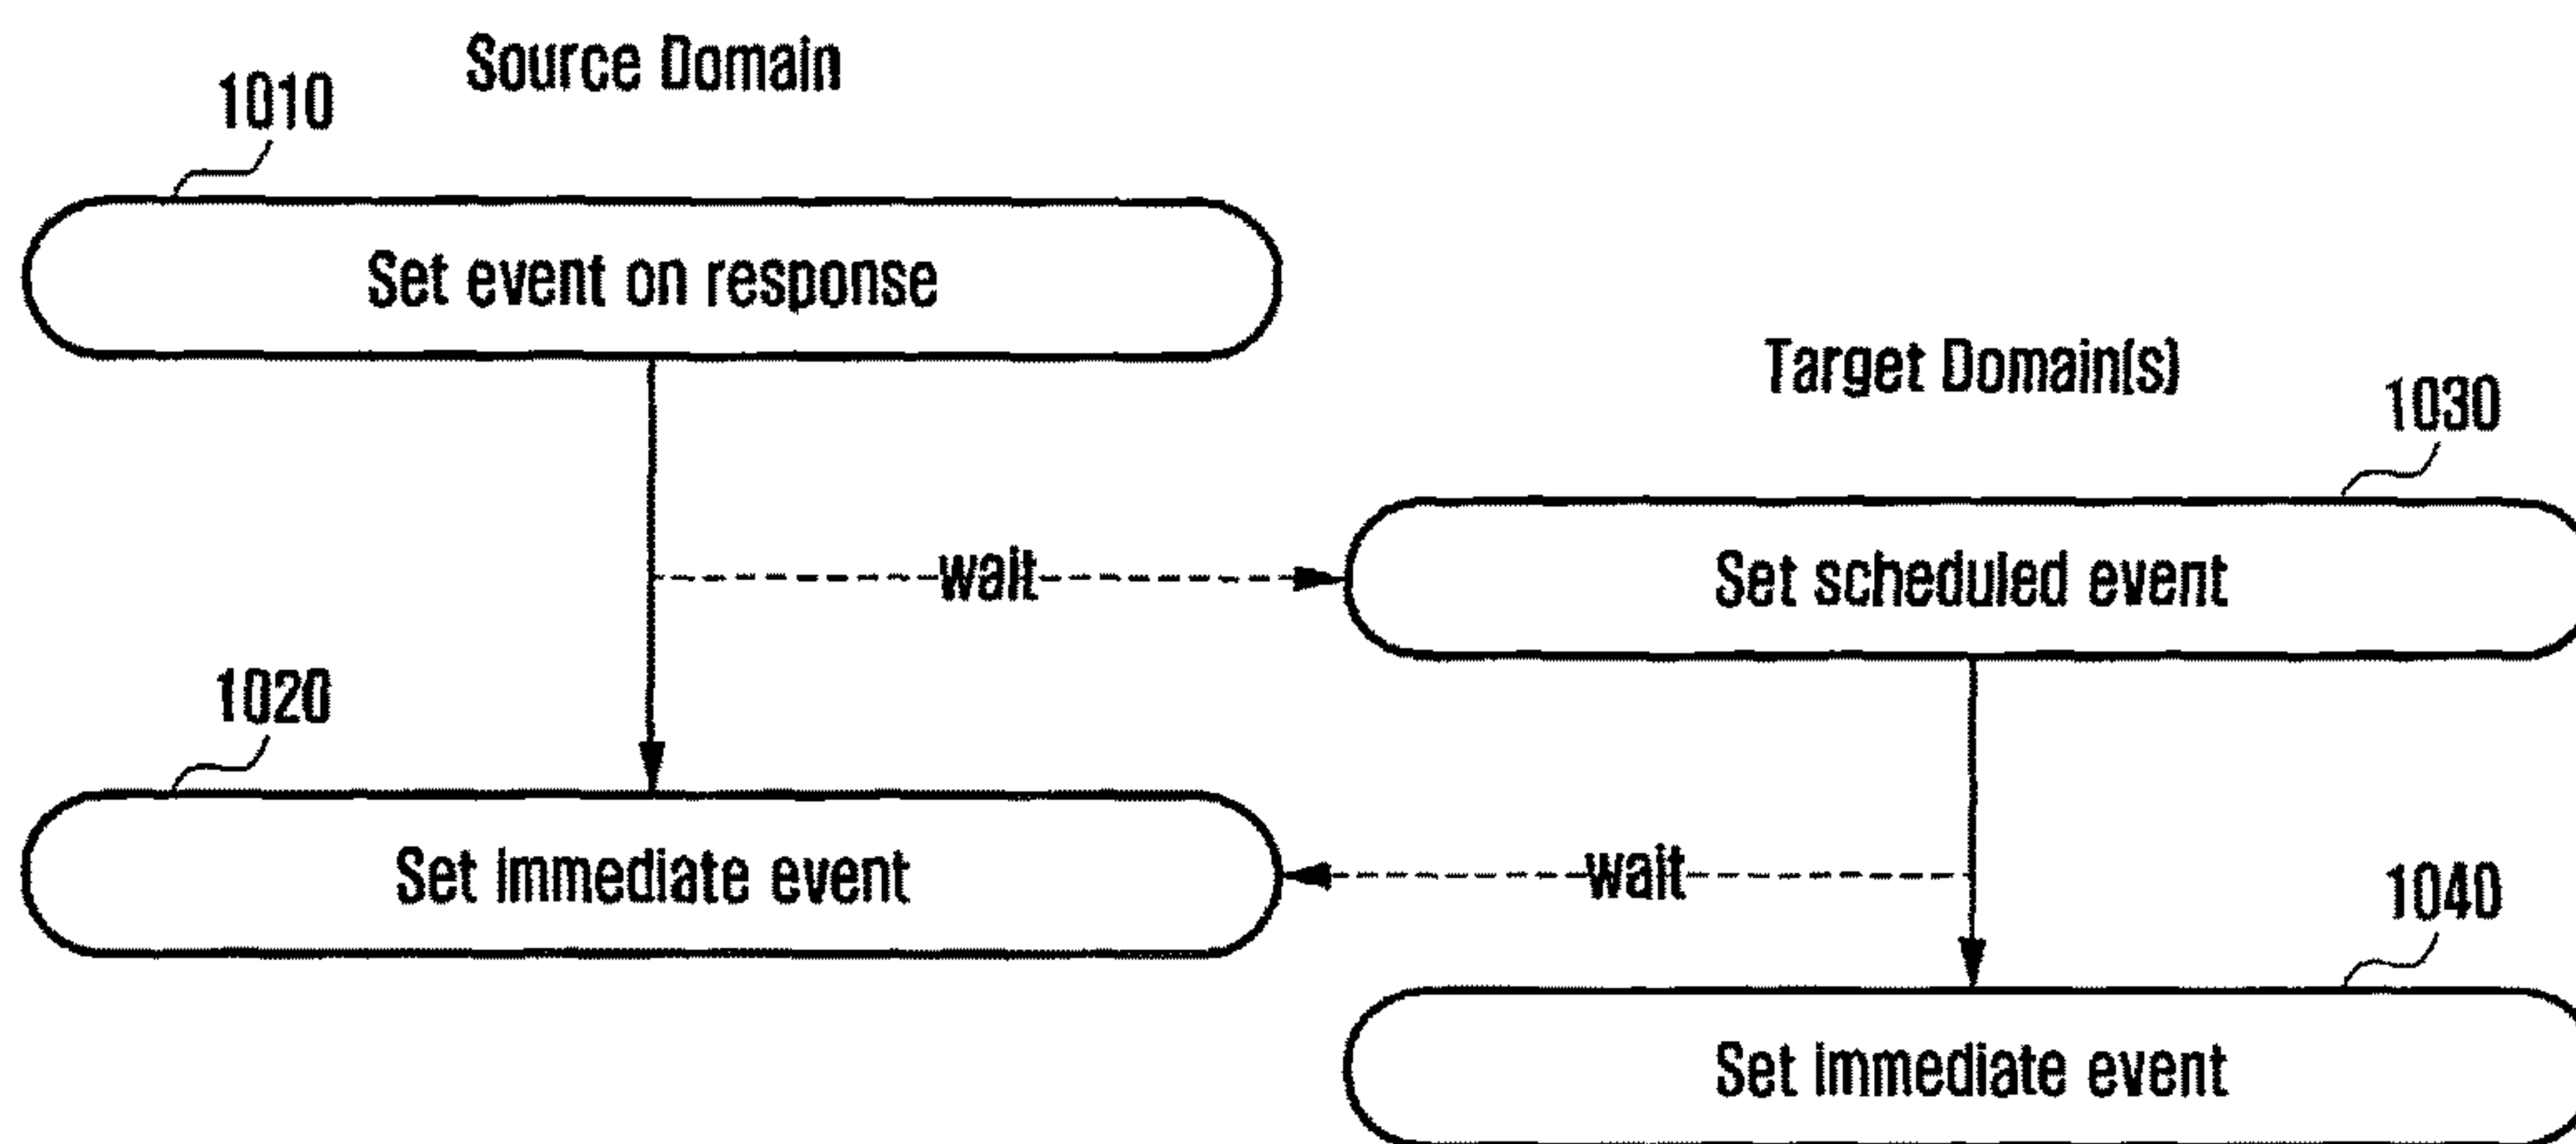 Source Domain
1010
Set event on response
Target Domain(s)
1030
wait
Set scheduled event
1020
Set immediate event
wait
1040
Set immediate event